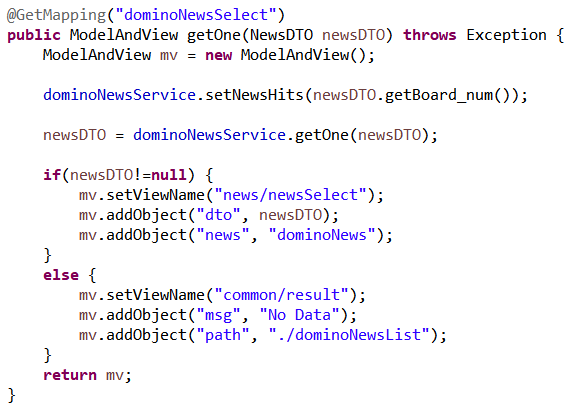 @GetMapping("dominoNewsSelect")
public ModelAndView getOne(NewsDTO newsDTO) throws Exception {
    ModelAndView mv = new ModelAndView();

    dominoNewsService.setNewsHits(newsDTO.getBoard_num());

    newsDTO = dominoNewsService.getOne(newsDTO);

    if(newsDTO!=null) {
        mv.setViewName("news/newsSelect");
        mv.addObject("dto", newsDTO);
        mv.addObject("news", "dominoNews");
    }
    else {
        mv.setViewName("common/result");
        mv.addObject("msg", "No Data");
        mv.addObject("path", "./dominoNewsList");
    }
    return mv;
}